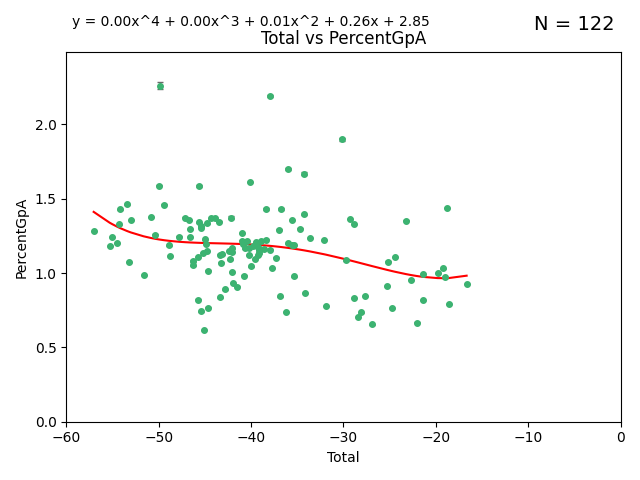 y = 0.00x^4 + 0.00x^3 + 0.01x^2 + 0.26x + 2.85
N = 122
Total vs PercentGpA
PercentGpA
2.0
1.5
1.0
0.5
0.0
−60 −50 −40 −30 −20 −10 0
Total